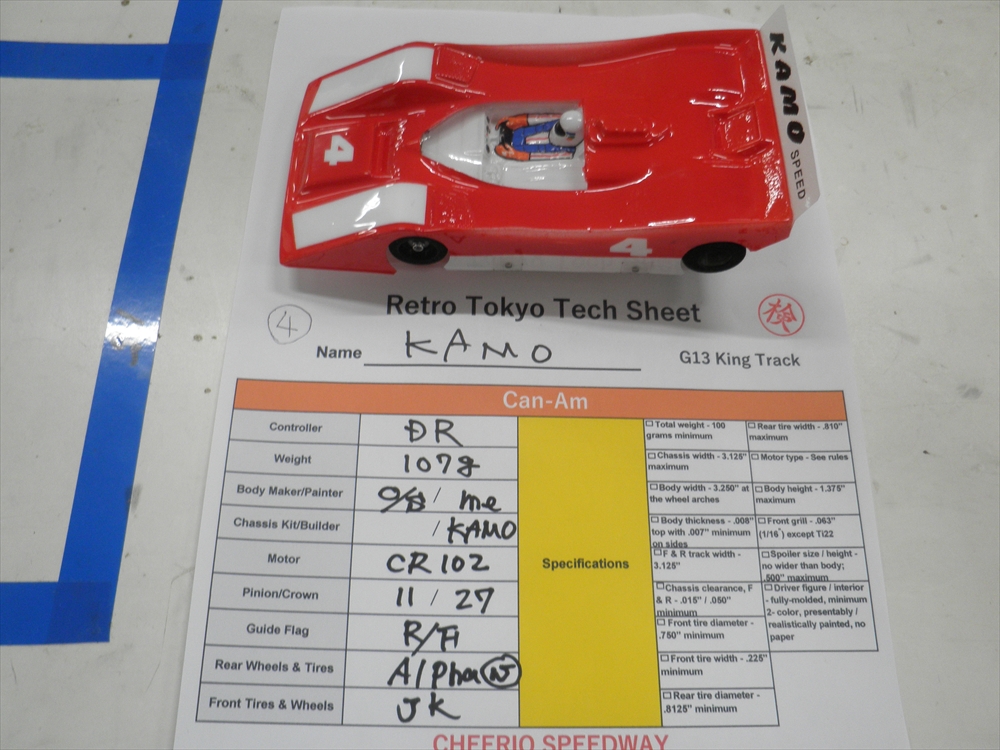 KAMO SPEED
4
4
Retro Tokyo Tech Sheet
検
4
Name KAMO
G13 King Track
Can-Am
Controller DR
Weight 107g
Body Maker/Painter O/S / me
Chassis Kit/Builder / KAMO
Motor CR102
Pinion/Crown 11 / 27
Guide Flag
Rear Wheels & Tires Alpha N
Front Tires & Wheels JK
Specifications
Total weight - 100 grams minimum
Rear tire width - .810" maximum
Chassis width - 3.125" maximum
Motor type - See rules
Body width - 3.250" at the wheel arches
Body height - 1.375" maximum
Body thickness - .008" top with .007" minimum on sides
Front grill - .063" (1/16") except Ti22
F & R track width - 3.125"
Spoiler size / height - no wider than body; .500" maximum
Chassis clearance, F & R - .015" / .050" minimum
Driver figure / interior - fully-molded, minimum 2- color, presentably / realistically painted, no paper
Front tire diameter - .750" minimum
Front tire width - .225" minimum
Rear tire diameter - .8125" minimum
CHEERIO SPEEDWAY